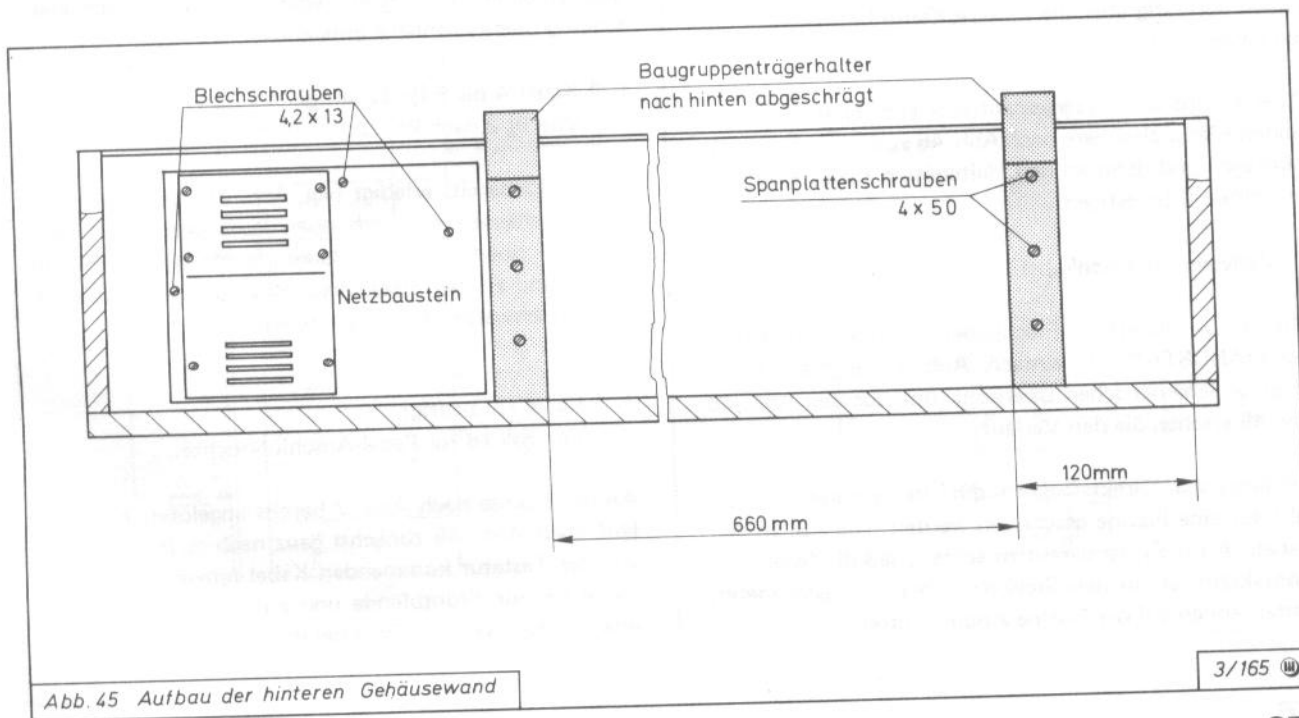 Blechschrauben
4,2 x 13
Baugruppenträgerhalter
nach hinten abgeschrägt
Spanplattenschrauben
4 x 50
Netzbaustein
120mm
660 mm
Abb. 45 Aufbau der hinteren Gehäusewand
3/165